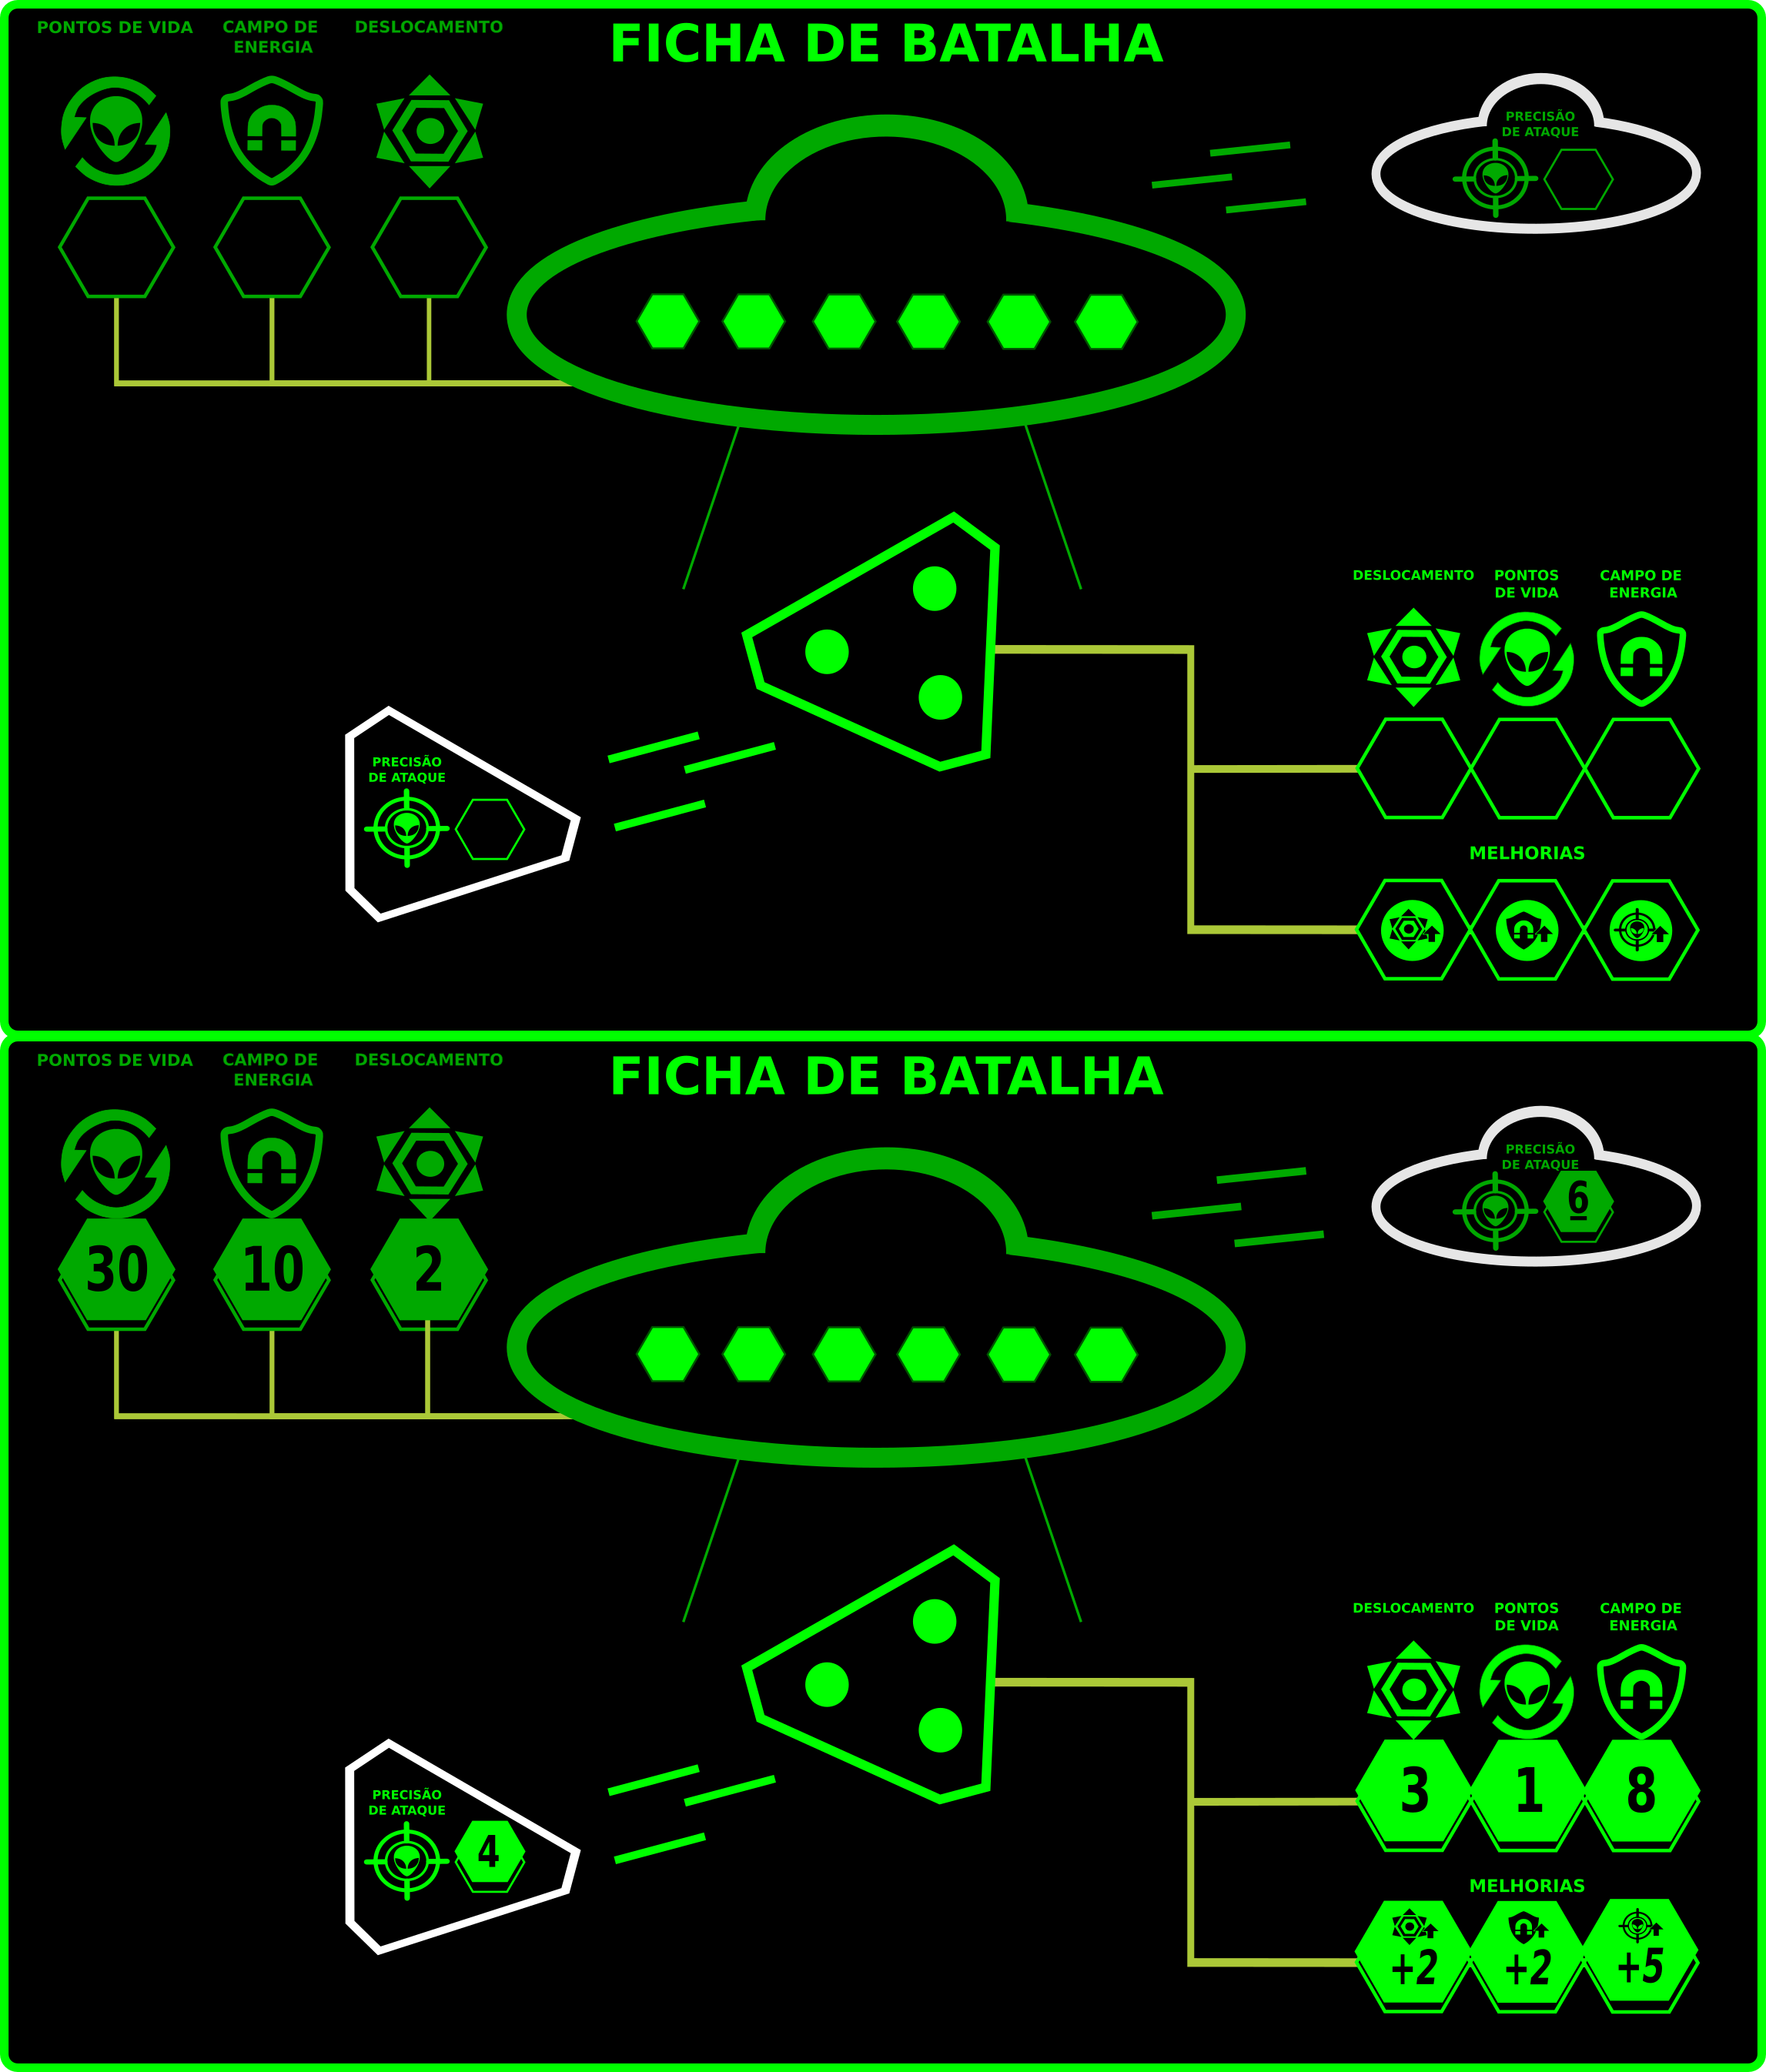 FICHA DE BATALHA
PONTOS DE VIDA
CAMPO DE
ENERGIA
DESLOCAMENTO
PRECISÃO
DE ATAQUE
DESLOCAMENTO
PONTOS
DE VIDA
CAMPO DE
ENERGIA
PRECISÃO
DE ATAQUE
MELHORIAS
FICHA DE BATALHA
PONTOS DE VIDA
CAMPO DE
ENERGIA
DESLOCAMENTO
30
10
2
PRECISÃO
DE ATAQUE
6
DESLOCAMENTO
PONTOS
DE VIDA
CAMPO DE
ENERGIA
3
1
8
PRECISÃO
DE ATAQUE
4
MELHORIAS
+2
+2
+5